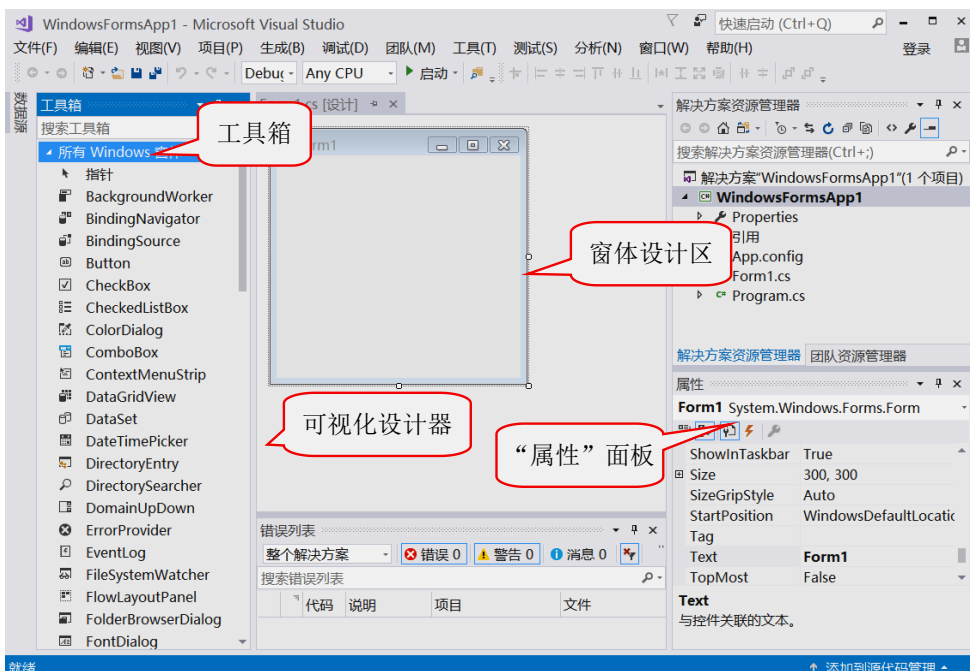 WindowsFormsApp1 - Microsoft Visual Studio
快速启动 (Ctrl+Q)
文件(F) 编辑(E) 视图(V) 项目(P) 生成(B) 调试(D) 团队(M) 工具(T) 测试(S) 分析(N) 窗口(W) 帮助(H)
登录
Debug Any CPU 启动
数据源
工具箱
搜索工具箱
所有 Windows 窗体
指针
BackgroundWorker
BindingNavigator
BindingSource
Button
CheckBox
CheckedListBox
ColorDialog
ComboBox
ContextMenuStrip
DataGridView
DataSet
DateTimePicker
DirectoryEntry
DirectorySearcher
DomainUpDown
ErrorProvider
EventLog
FileSystemWatcher
FlowLayoutPanel
FolderBrowserDialog
FontDialog
工具箱
.cs [设计]
rm1
窗体设计区
可视化设计器
“属性”面板
错误列表
整个解决方案 错误 0 警告 0 消息 0
搜索错误列表
代码 说明 项目 文件
解决方案资源管理器
搜索解决方案资源管理器(Ctrl+;)
解决方案"WindowsFormsApp1"(1 个项目)
WindowsFormsApp1
Properties
引用
App.config
Form1.cs
Program.cs
解决方案资源管理器 团队资源管理器
属性
Form1 System.Windows.Forms.Form
ShowInTaskbar True
Size 300, 300
SizeGripStyle Auto
StartPosition WindowsDefaultLocatic
Tag
Text Form1
TopMost False
Text
与控件关联的文本。
就绪
添加到源代码管理